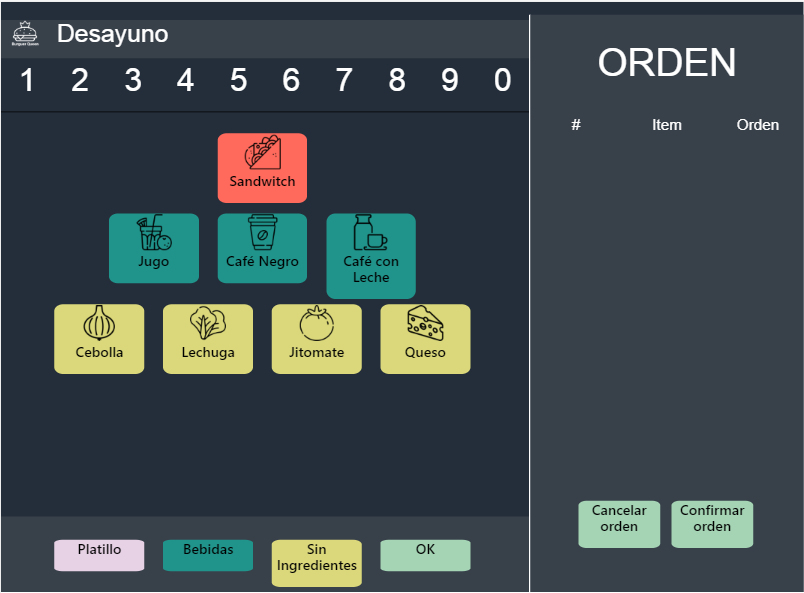 Burguer Queen
Desayuno
1 2 3 4 5 6 7 8 9 0
Sandwitch
Jugo
Café Negro
Café con
Leche
Cebolla
Lechuga
Jitomate
Queso
Platillo
Bebidas
Sin
Ingredientes
OK
ORDEN
# Item Orden
Cancelar
orden
Confirmar
orden